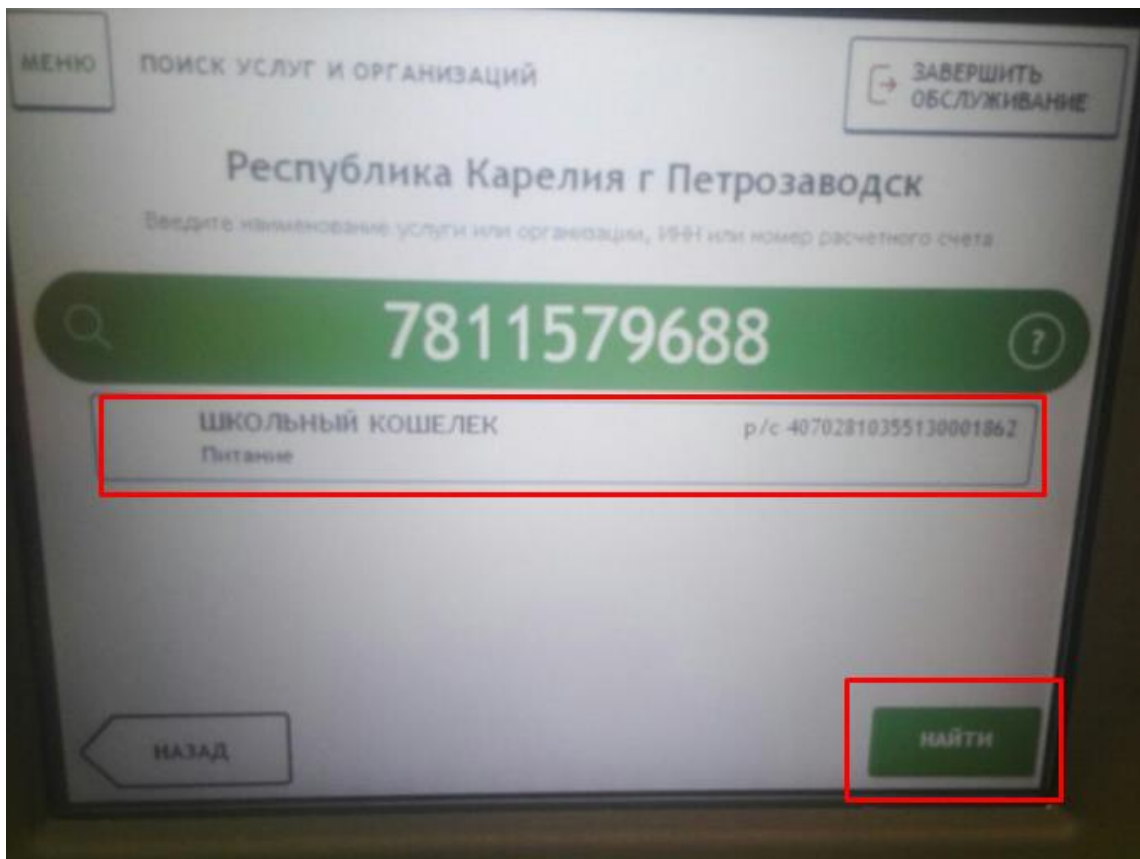 МЕНЮ
ПОИСК УСЛУГ И ОРГАНИЗАЦИЙ
ЗАВЕРШИТЬ
ОБСЛУЖИВАНИЕ
Республика Карелия г Петрозаводск
Введите наименование услуги или организации, ИНН или номер расчетного счета
7811579688
?
ШКОЛЬНЫЙ КОШЕЛЕК
р/с 40702810355130001862
Питание
НАЗАД
НАЙТИ